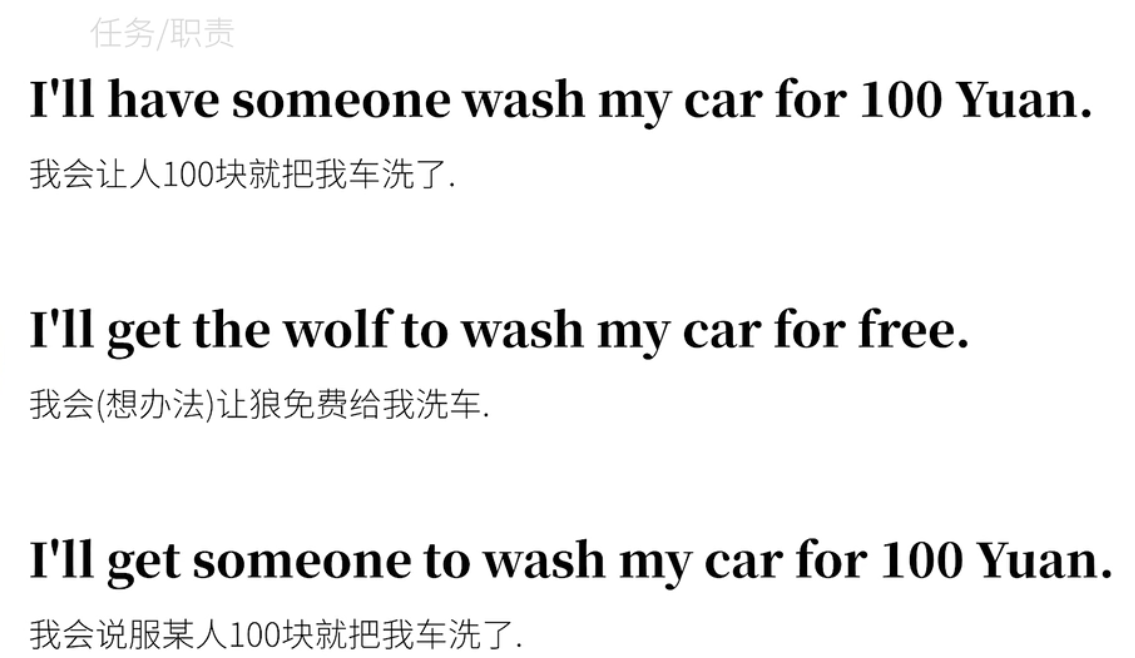 任务/职责
I'll have someone wash my car for 100 Yuan.
我会让人100块就把我车洗了.
I'll get the wolf to wash my car for free.
我会(想办法)让狼免费给我洗车.
I'll get someone to wash my car for 100 Yuan.
我会说服某人100块就把我车洗了.